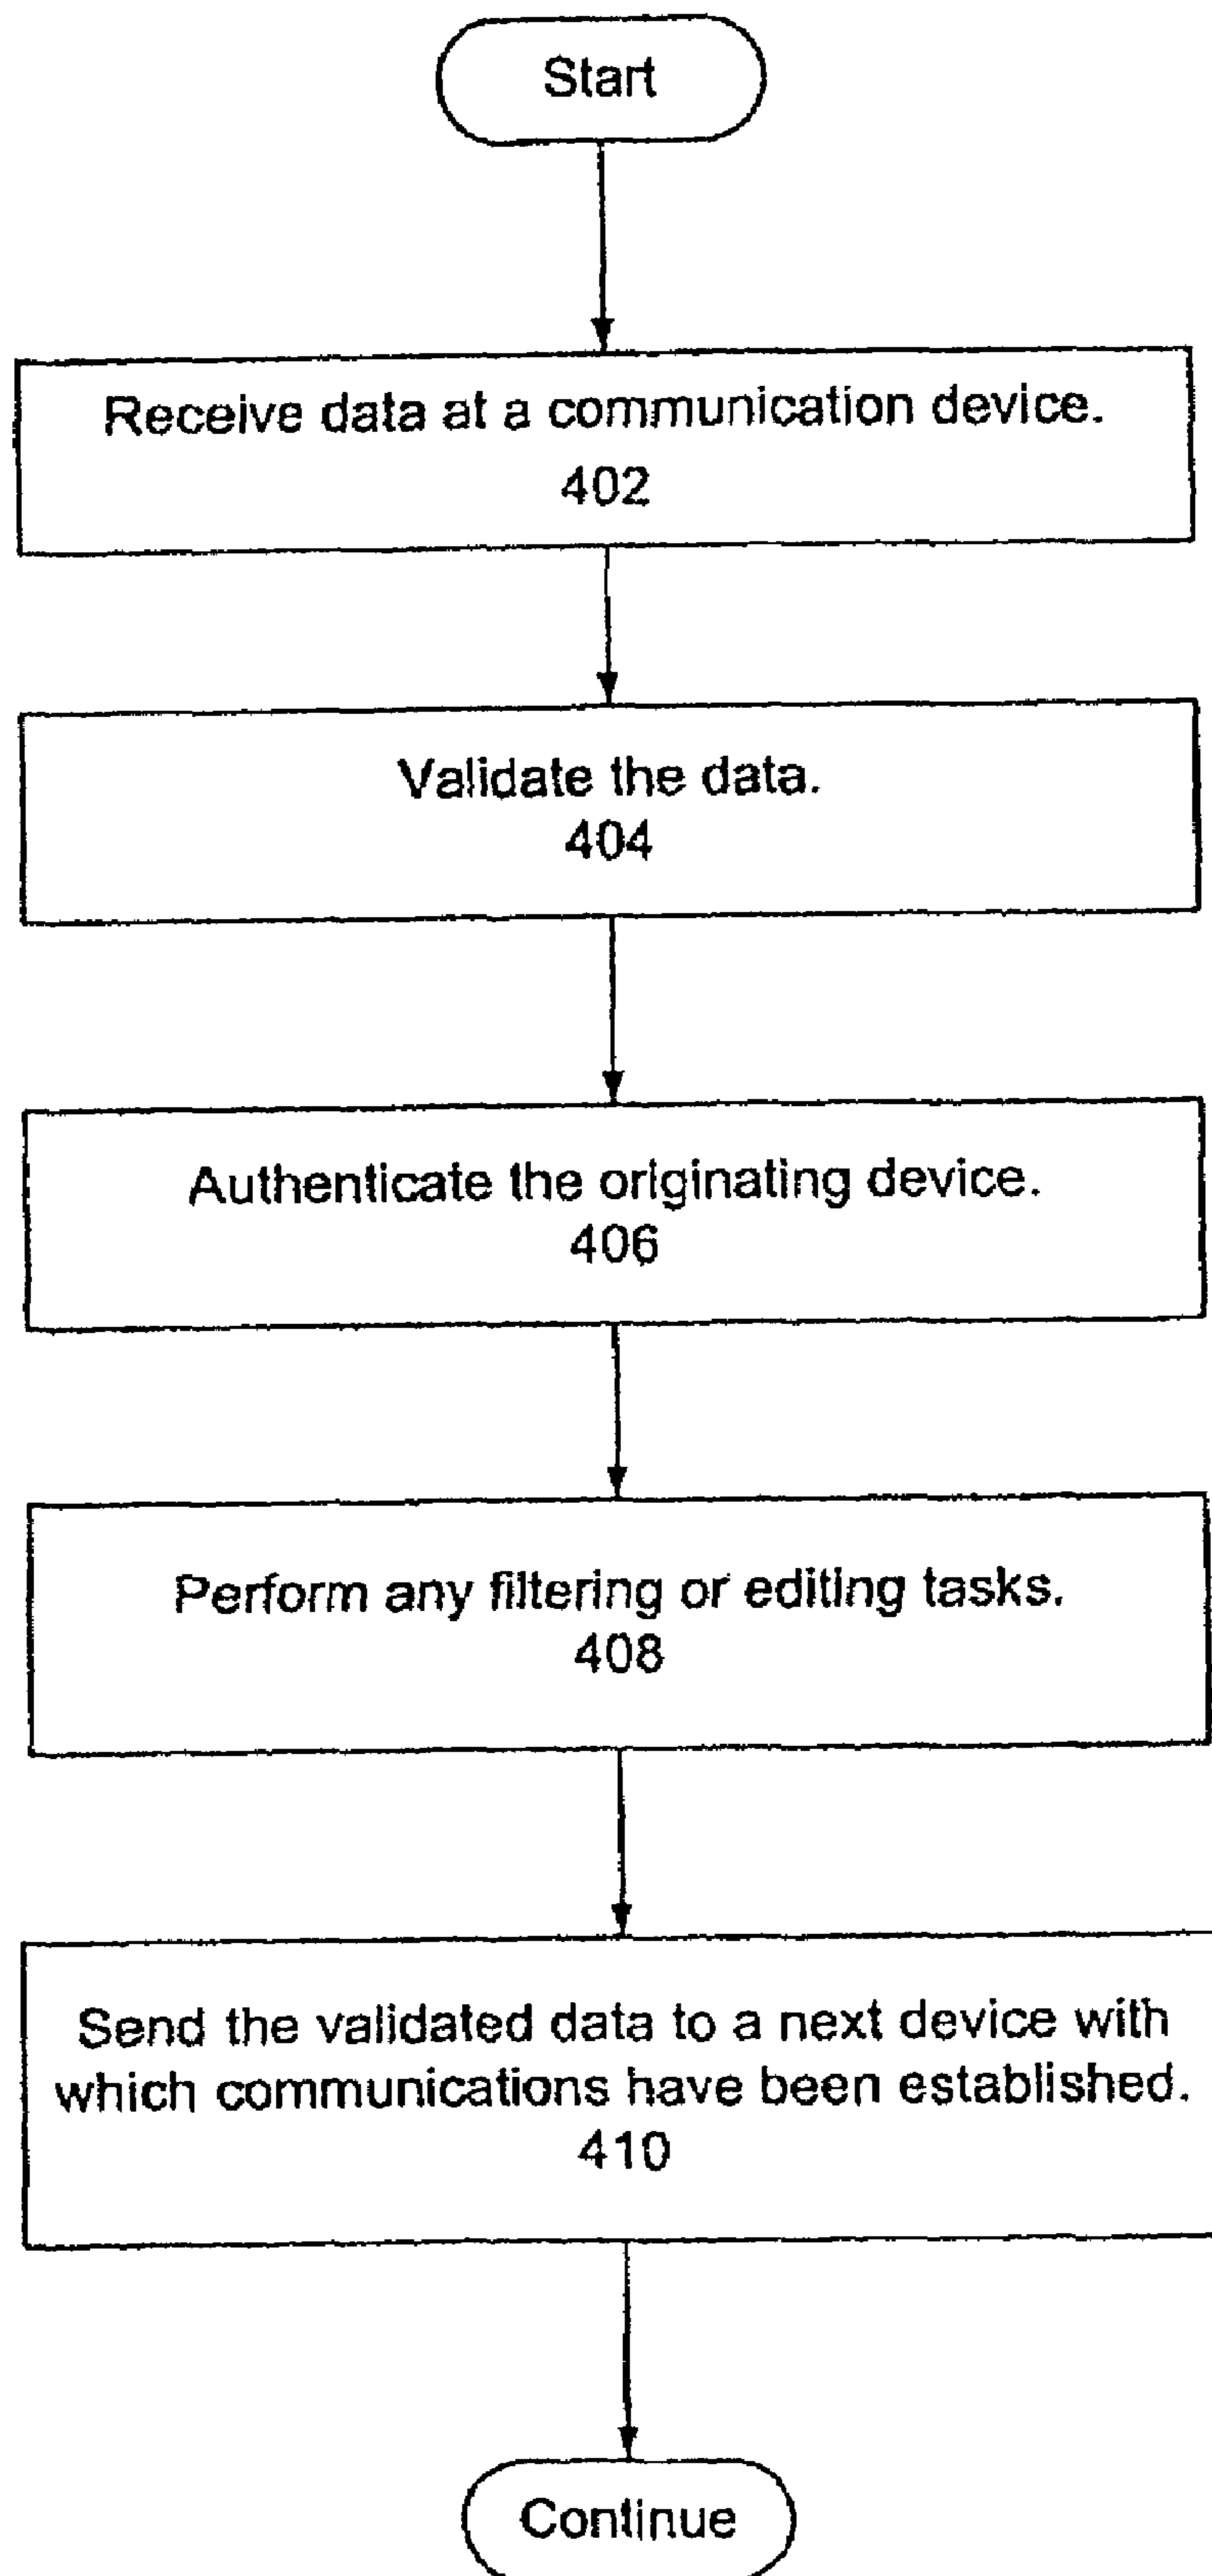 Start
Receive data at a communication device.
402
Validate the data.
404
Authenticate the originating device.
406
Perform any filtering or editing tasks.
408
Send the validated data to a next device with
which communications have been established.
410
Continue